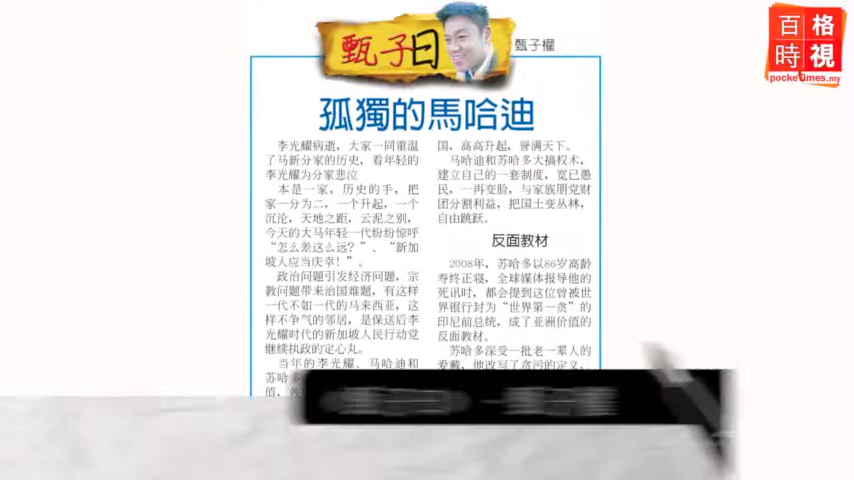 甄子日
甄子權
百格
時視
pocketimes.my
孤獨的馬哈迪
李光耀病逝，大家一同重温
了马新分家的历史，看年轻的
李光耀为分家悲泣
本是一家，历史的手，把
家一分为二，一个升起，一个
沉沦，天地之距，云泥之别，
今天的大马年轻一代纷纷惊呼
“怎么差这么远？”、“新加
坡人应当庆幸！”。
政治问题引发经济问题，宗
教问题带来治国难题，有这样
一代不如一代的马来西亚，这
样不争气的邻居，是保送后李
光耀时代的新加坡人民行动党
继续执政的定心丸。
当年的李光耀、马哈迪和
苏哈
值，
国，高高升起，誉满天下。
马哈迪和苏哈多大搞权术，
建立自己的一套制度，宽己愚
民，一再变脸，与家族朋党财
团分割利益，把国土变丛林，
自由跳跃。
反面教材
2008年，苏哈多以86岁高龄
寿终正寝，全球媒体报导他的
死讯时，都会提到这位曾被世
界银行封为“世界第一贪”的
印尼前总统，成了亚洲价值的
反面教材。
苏哈多深受一批老一辈人的
爱戴，他改写了贪污的定义，